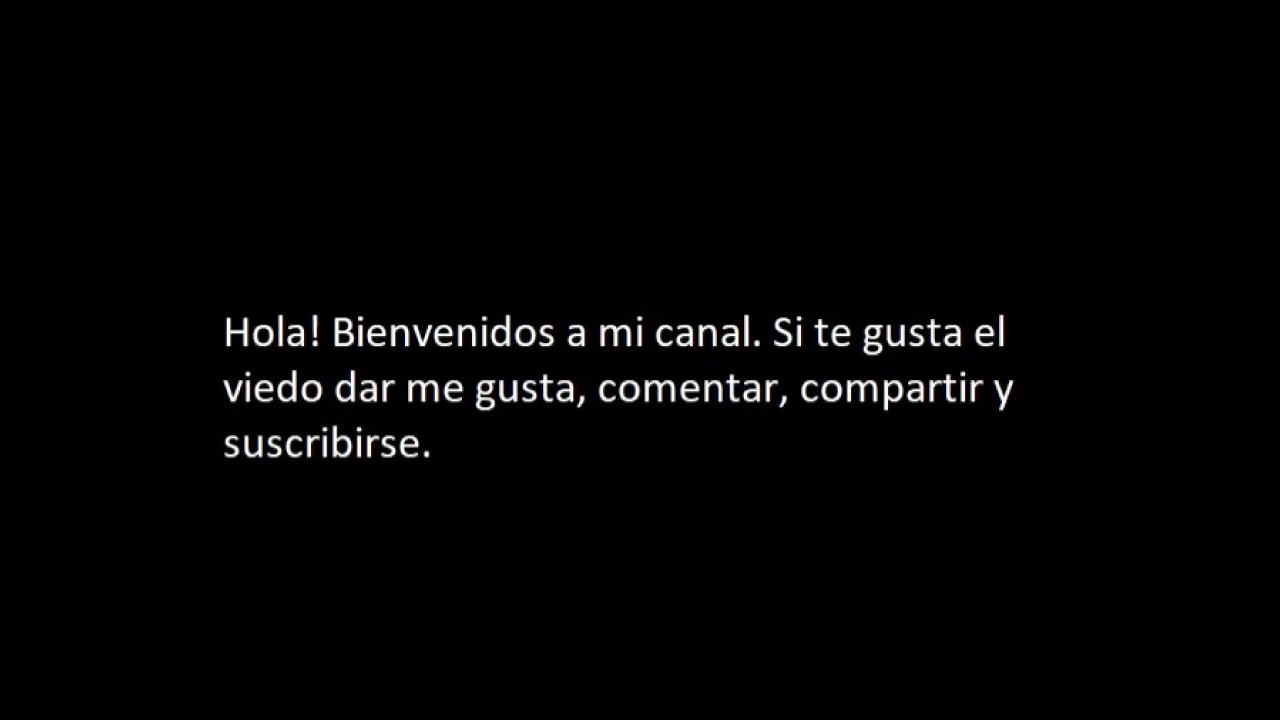 Hola! Bienvenidos a mi canal. Si te gusta el
viedo dar me gusta, comentar, compartir y
suscribirse.